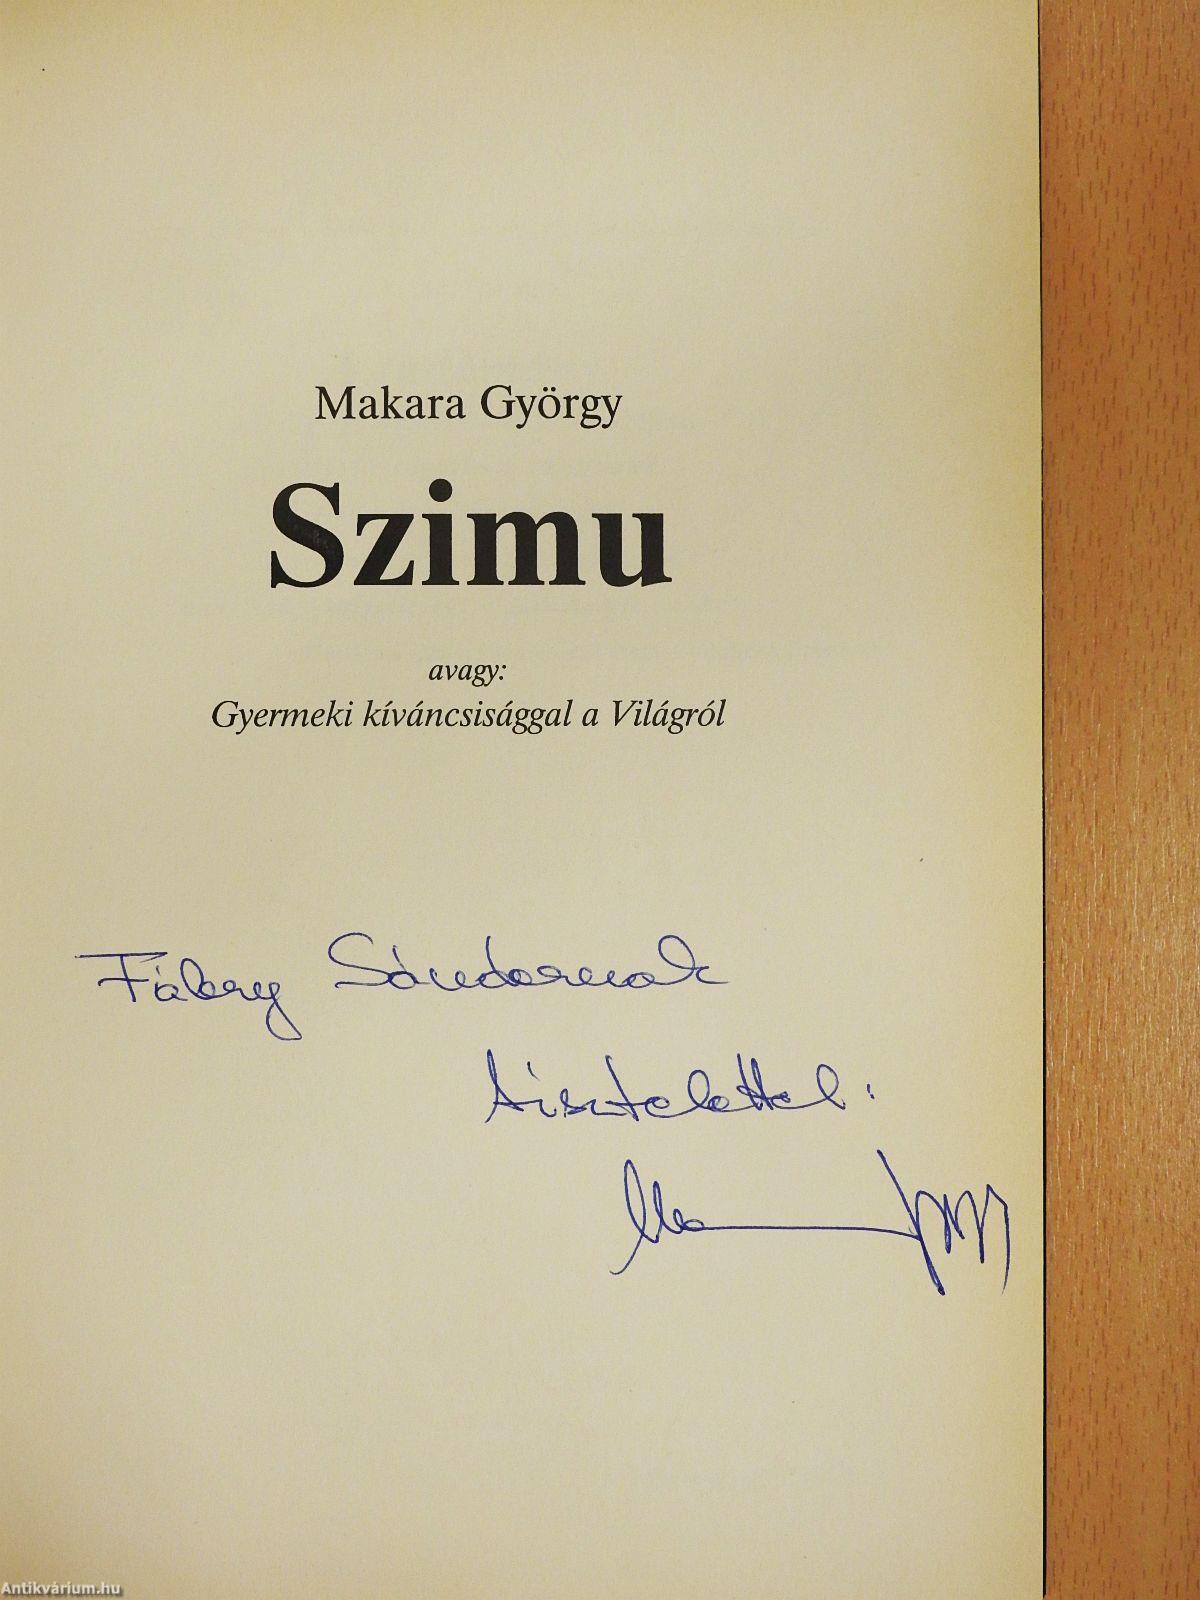 Makara György
Szimu
avagy:
Gyermeki kíváncsisággal a Világról
Fábry Sándornak
tisztelettel:
Antikvárium.hu